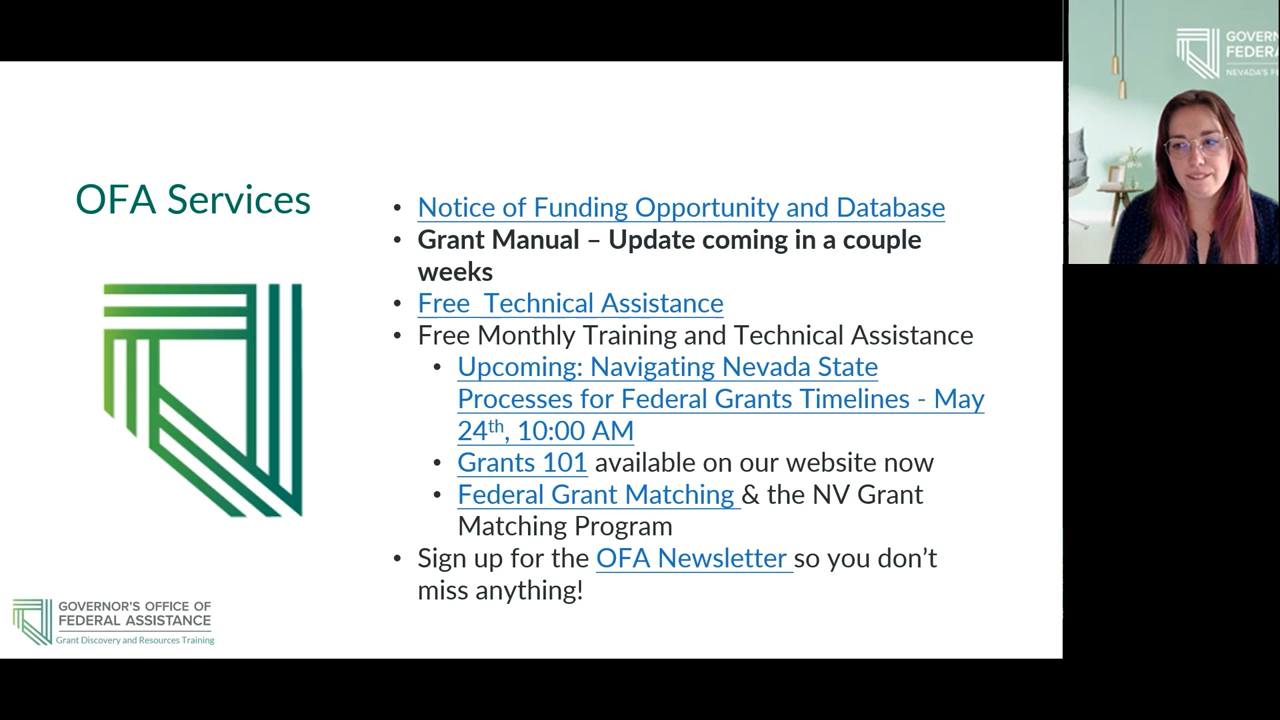 OFA Services
• Notice of Funding Opportunity and Database
• Grant Manual – Update coming in a couple
weeks
• Free  Technical Assistance
• Free Monthly Training and Technical Assistance
• Upcoming: Navigating Nevada State
Processes for Federal Grants Timelines - May
24th, 10:00 AM
• Grants 101 available on our website now
• Federal Grant Matching & the NV Grant
Matching Program
• Sign up for the OFA Newsletter so you don’t
miss anything!
GOVERNOR'S OFFICE OF
FEDERAL ASSISTANCE
Grant Discovery and Resources Training
GOVERN
FEDERA
NEVADA'S F